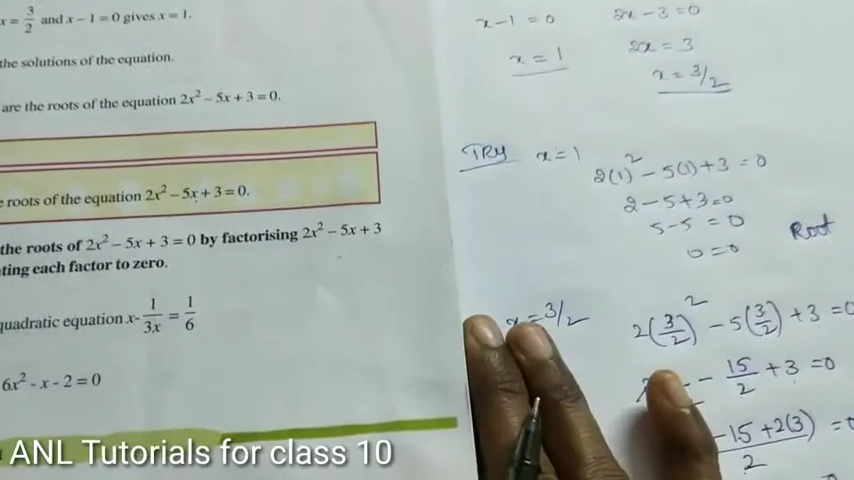 x = 3/2 and x – 1 = 0 gives x = 1.
the solutions of the equation.
are the roots of the equation 2x² – 5x + 3 = 0.
roots of the equation 2x² – 5x + 3 = 0.
the roots of 2x² – 5x + 3 = 0 by factorising 2x² – 5x + 3
ting each factor to zero.
quadratic equation x - 1/3x = 1/6
6x² - x - 2 = 0
x - 1 = 0
2x - 3 = 0
x = 1
2x = 3
x = 3/2
TRY x = 1
2(1)² - 5(1) + 3 = 0
2 - 5 + 3 = 0
5 - 5 = 0
0 = 0
Root
x = 3/2
2(3/2)² - 5(3/2) + 3 = 0
- 15/2 + 3 = 0
-15 + 2(3) / 2 = 0
ANL Tutorials for class 10